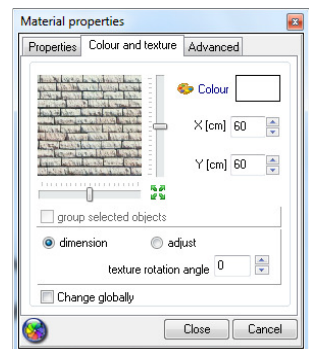 Material properties
Properties Colour and texture Advanced
Colour
X [cm] 60
Y [cm] 60
group selected objects
dimension adjust
texture rotation angle 0
Change globally
Close Cancel